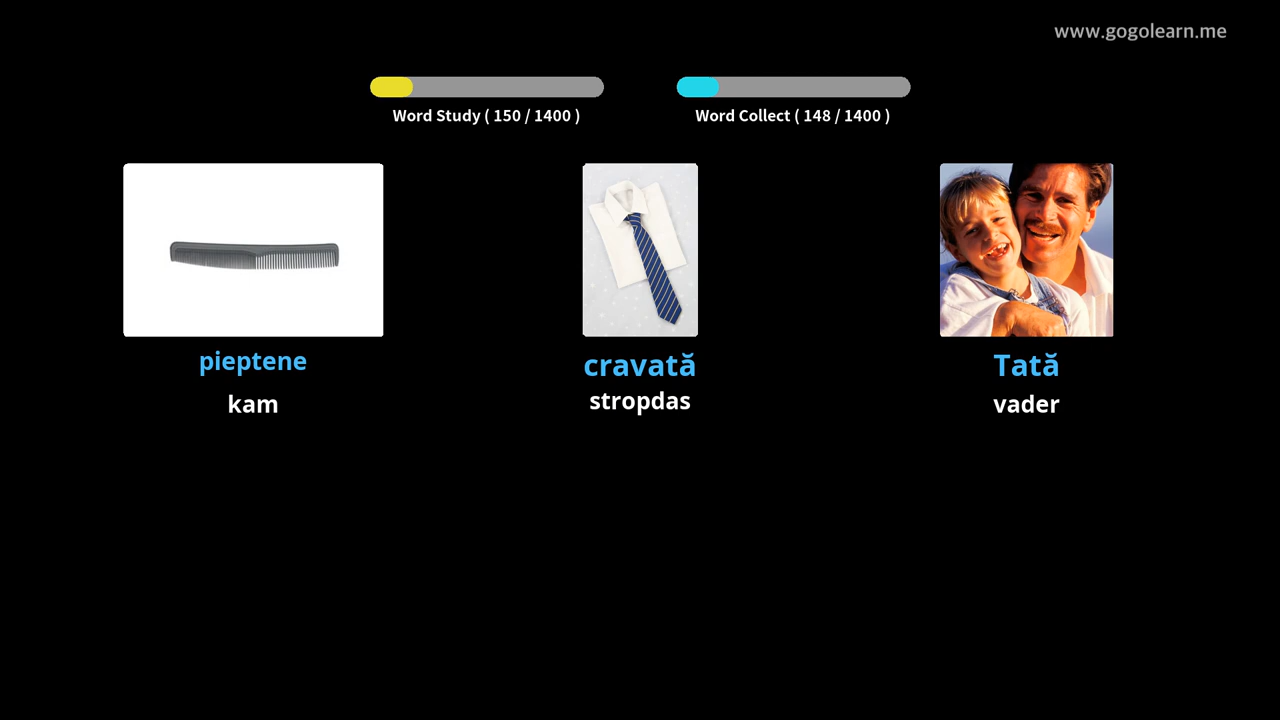 www.gogolearn.me
Word Study ( 150 / 1400 )
Word Collect ( 148 / 1400 )
pieptene
kam
cravată
stropdas
Tată
vader